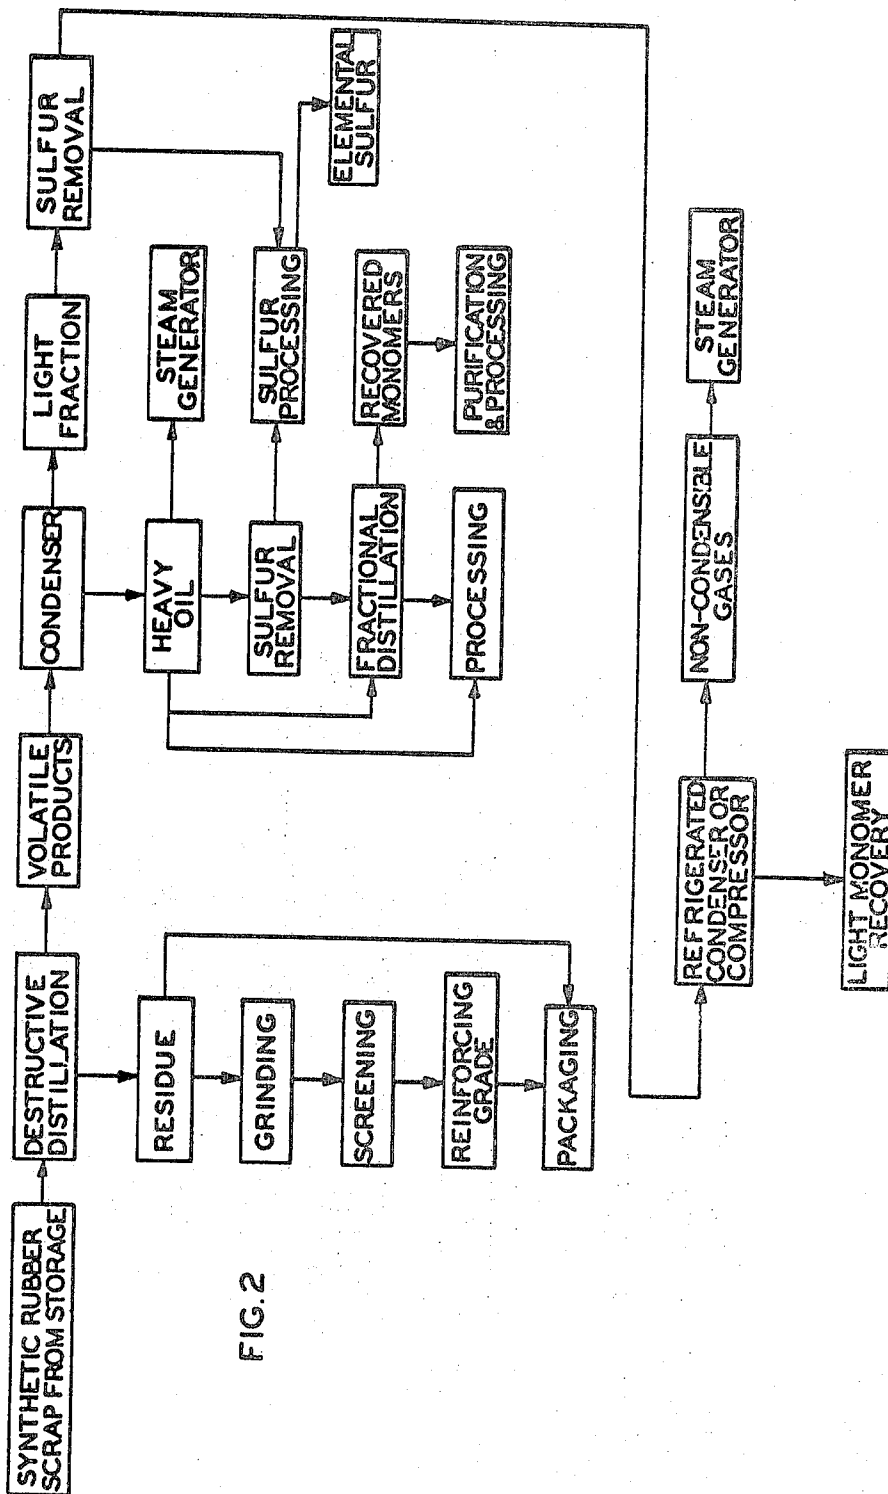 SYNTHETIC RUBBER
SCRAP FROM STORAGE
DESTRUCTIVE
DISTILLATION
VOLATILE
PRODUCTS
CONDENSER
LIGHT
FRACTION
SULFUR
REMOVAL
RESIDUE
HEAVY
OIL
STEAM
GENERATOR
GRINDING
SULFUR
REMOVAL
SULFUR
PROCESSING
ELEMENTAL
SULFUR
SCREENING
FRACTIONAL
DISTILLATION
RECOVERED
MONOMERS
REINFORCING
GRADE
PROCESSING
PURIFICATION
& PROCESSING
PACKAGING
FIG. 2
REFRIGERATED
CONDENSER OR
COMPRESSOR
NON-CONDENSIBLE
GASES
STEAM
GENERATOR
LIGHT MONOMER
RECOVERY